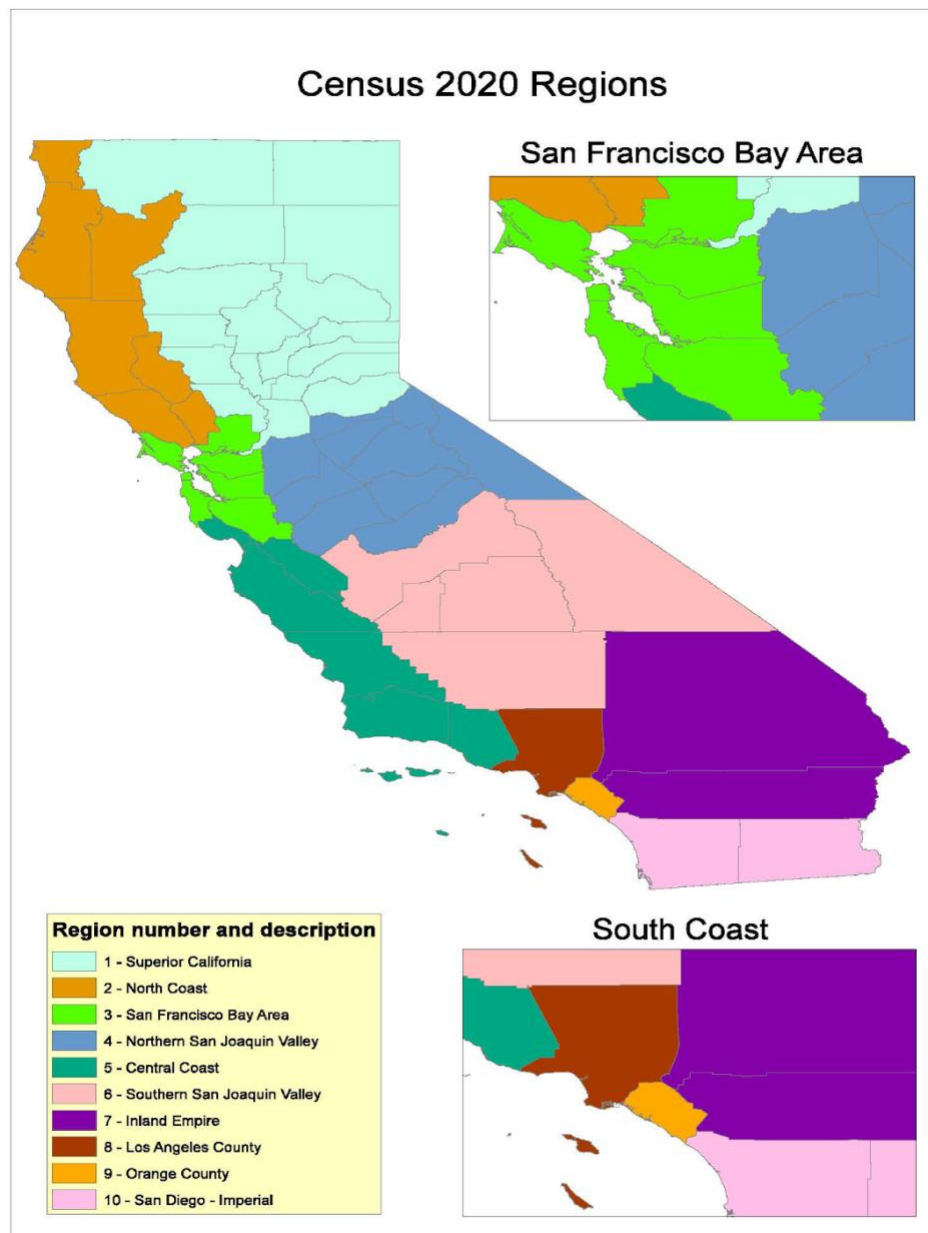 Census 2020 Regions
San Francisco Bay Area
Region number and description
1 - Superior California
2 - North Coast
3 - San Francisco Bay Area
4 - Northern San Joaquin Valley
5 - Central Coast
6 - Southern San Joaquin Valley
7 - Inland Empire
8 - Los Angeles County
9 - Orange County
10 - San Diego - Imperial
South Coast